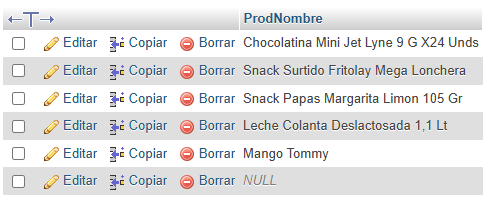 ProdNombre
Editar Copiar Borrar Chocolatina Mini Jet Lyne 9 G X24 Unds
Editar Copiar Borrar Snack Surtido Fritolay Mega Lonchera
Editar Copiar Borrar Snack Papas Margarita Limon 105 Gr
Editar Copiar Borrar Leche Colanta Deslactosada 1,1 Lt
Editar Copiar Borrar Mango Tommy
Editar Copiar Borrar NULL